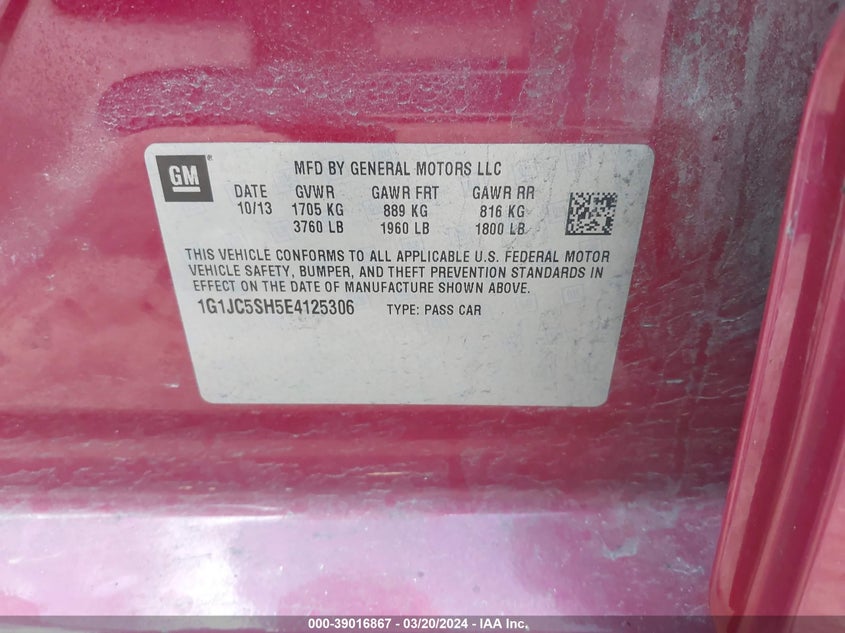 GM
MFD BY GENERAL MOTORS LLC
DATE GVWR GAWR FRT GAWR RR
10/13 1705 KG 889 KG 816 KG
3760 LB 1960 LB 1800 LB
THIS VEHICLE CONFORMS TO ALL APPLICABLE U.S. FEDERAL MOTOR
VEHICLE SAFETY, BUMPER, AND THEFT PREVENTION STANDARDS IN
EFFECT ON THE DATE OF MANUFACTURE SHOWN ABOVE.
1G1JC5SH5E4125306 TYPE: PASS CAR
000-39016867 - 03/20/2024 - Copyright IAA, Inc.